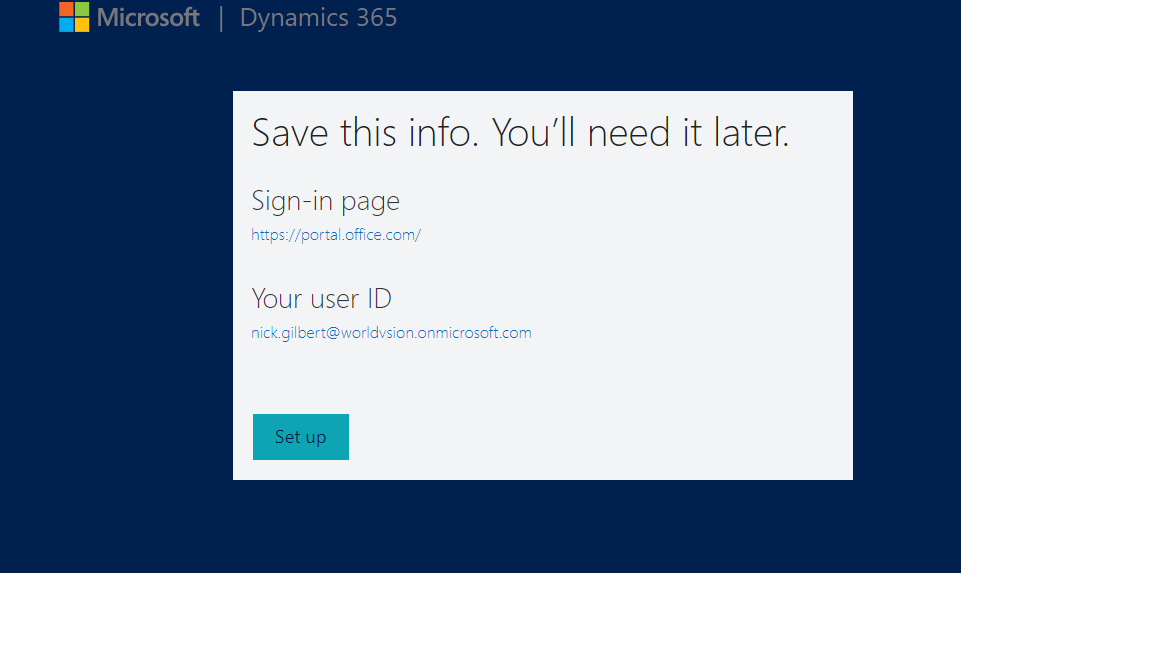 Microsoft | Dynamics 365
Save this info. You’ll need it later.
Sign-in page
https://portal.office.com/
Your user ID
nick.gilbert@worldvsion.onmicrosoft.com
Set up